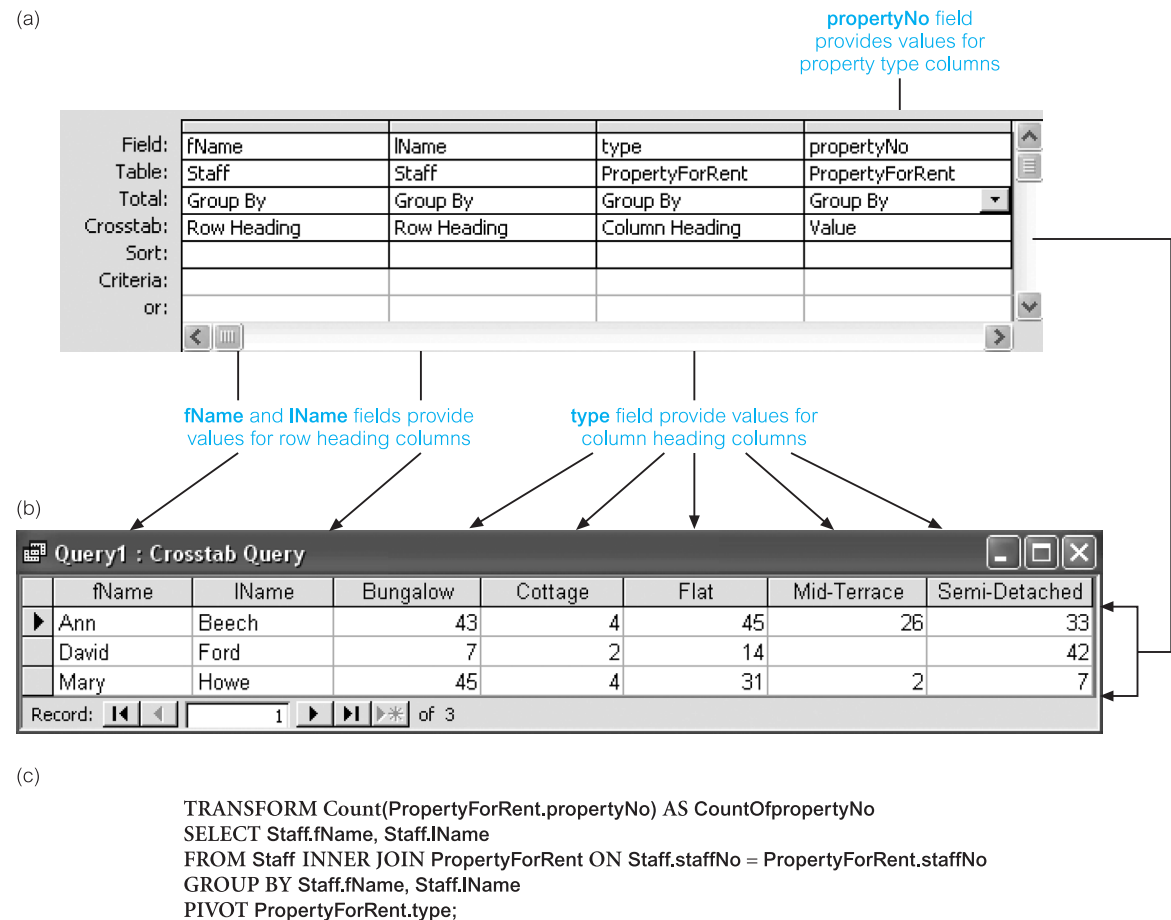 (a)
propertyNo field
provides values for
property type columns
Field: fName lName type propertyNo
Table: Staff Staff PropertyForRent PropertyForRent
Total: Group By Group By Group By Group By
Crosstab: Row Heading Row Heading Column Heading Value
Sort:
Criteria:
or:
fName and lName fields provide
values for row heading columns
type field provide values for
column heading columns
(b)
Query1 : Crosstab Query
fName lName Bungalow Cottage Flat Mid-Terrace Semi-Detached
Ann Beech 43 4 45 26 33
David Ford 7 2 14 42
Mary Howe 45 4 31 2 7
Record: 1 of 3
(c)
TRANSFORM Count(PropertyForRent.propertyNo) AS CountOfpropertyNo
SELECT Staff.fName, Staff.lName
FROM Staff INNER JOIN PropertyForRent ON Staff.staffNo = PropertyForRent.staffNo
GROUP BY Staff.fName, Staff.lName
PIVOT PropertyForRent.type;